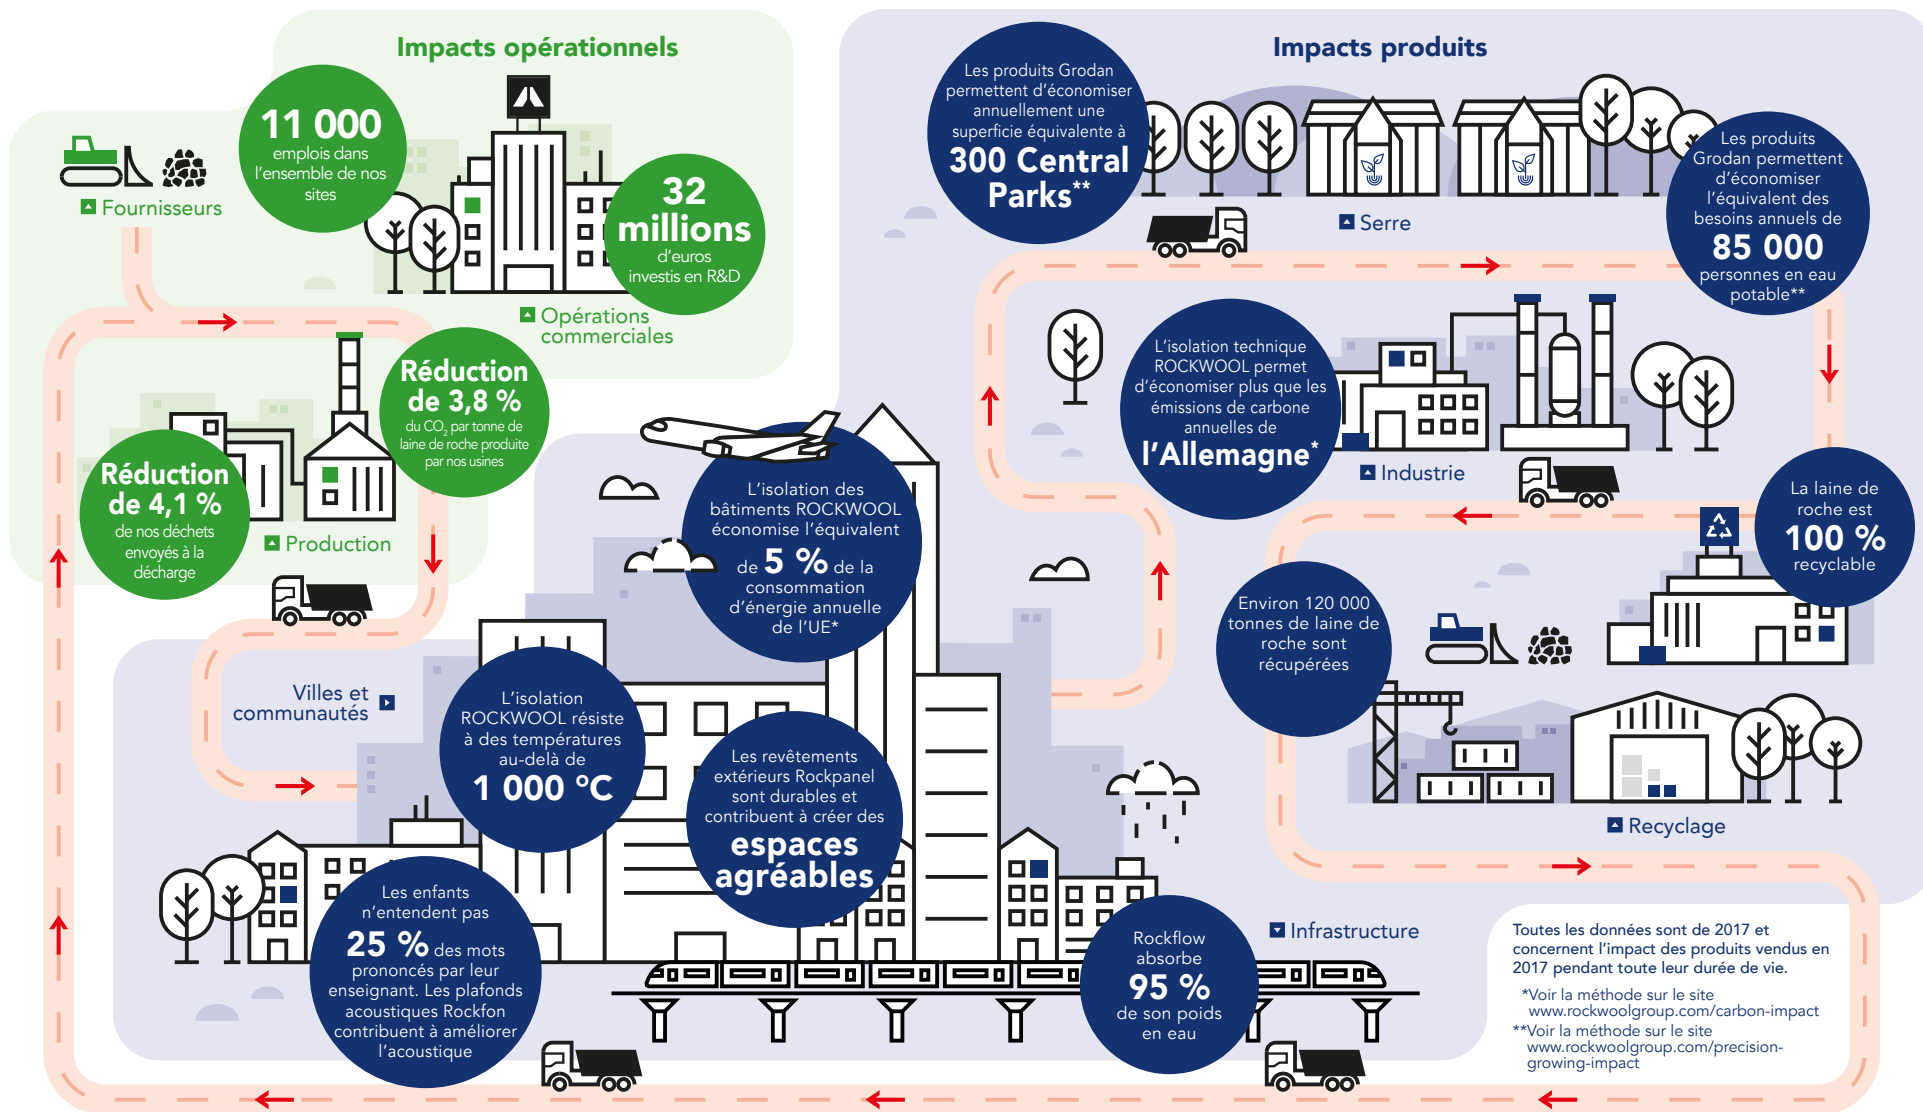 Impacts opérationnels
11 000
emplois dans
l'ensemble de nos
sites
Fournisseurs
32
millions
d'euros
investis en R&D
Opérations
commerciales
Réduction
de 3,8 %
du CO₂ par tonne de
laine de roche produite
par nos usines
Réduction
de 4,1 %
de nos déchets
envoyés à la
décharge
Production
Impacts produits
Les produits Grodan
permettent d'économiser
annuellement une
superficie équivalente à
300 Central
Parks**
Serre
Les produits
Grodan permettent
d'économiser
l'équivalent des
besoins annuels de
85 000
personnes en eau
potable**
L'isolation technique
ROCKWOOL permet
d'économiser plus que les
émissions de carbone
annuelles de
l'Allemagne*
Industrie
L'isolation des
bâtiments ROCKWOOL
économise l'équivalent
de 5 % de la
consommation
d'énergie annuelle
de l'UE*
La laine de
roche est
100 %
recyclable
Environ 120 000
tonnes de laine de
roche sont
récupérées
Recyclage
Villes et
communautés
L'isolation
ROCKWOOL résiste
à des températures
au-delà de
1 000 °C
Les revêtements
extérieurs Rockpanel
sont durables et
contribuent à créer des
espaces
agréables
Les enfants
n'entendent pas
25 % des mots
prononcés par leur
enseignant. Les plafonds
acoustiques Rockfon
contribuent à améliorer
l'acoustique
Rockflow
absorbe
95 %
de son poids
en eau
Infrastructure
Toutes les données sont de 2017 et
concernent l'impact des produits vendus en
2017 pendant toute leur durée de vie.
*Voir la méthode sur le site
www.rockwoolgroup.com/carbon-impact
**Voir la méthode sur le site
www.rockwoolgroup.com/precision-
growing-impact